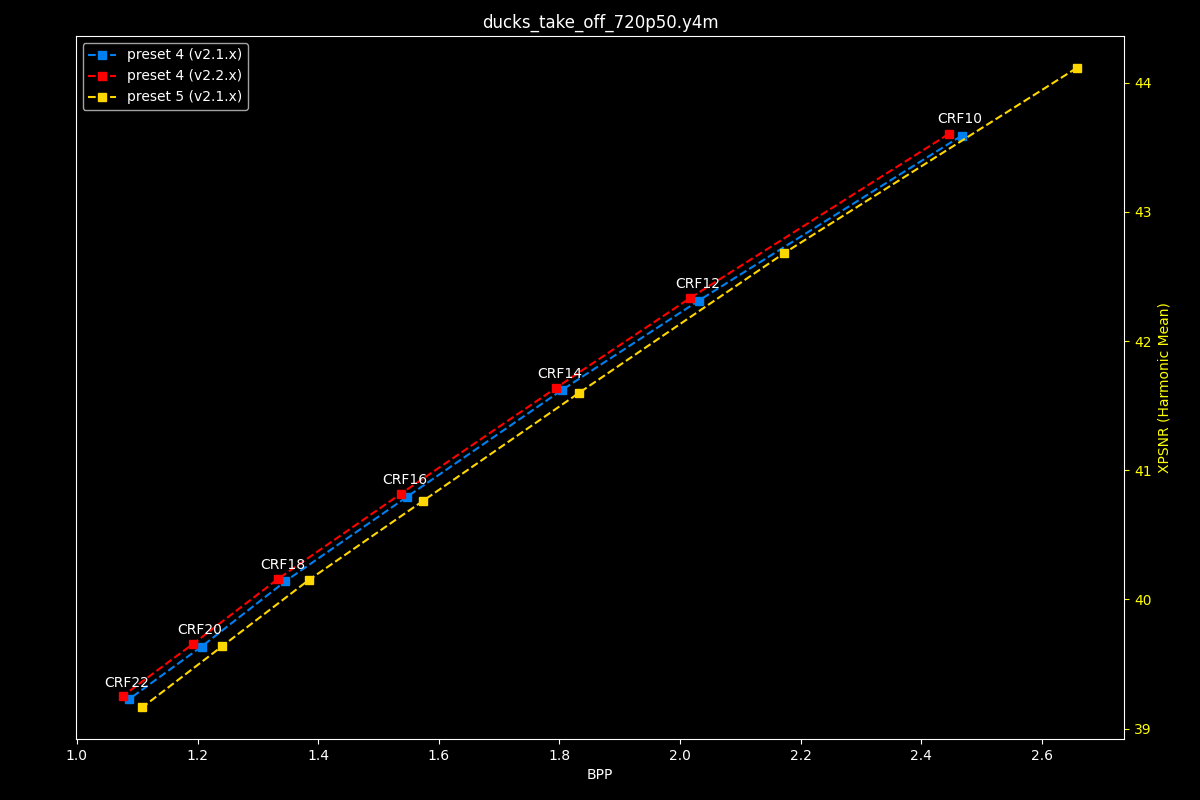 ducks_take_off_720p50.y4m
preset 4 (v2.1.x)
preset 4 (v2.2.x)
preset 5 (v2.1.x)
CRF10
CRF12
CRF14
CRF16
CRF18
CRF20
CRF22
44
43
42
41
40
39
XPSNR (Harmonic Mean)
1.0 1.2 1.4 1.6 1.8 2.0 2.2 2.4 2.6
BPP